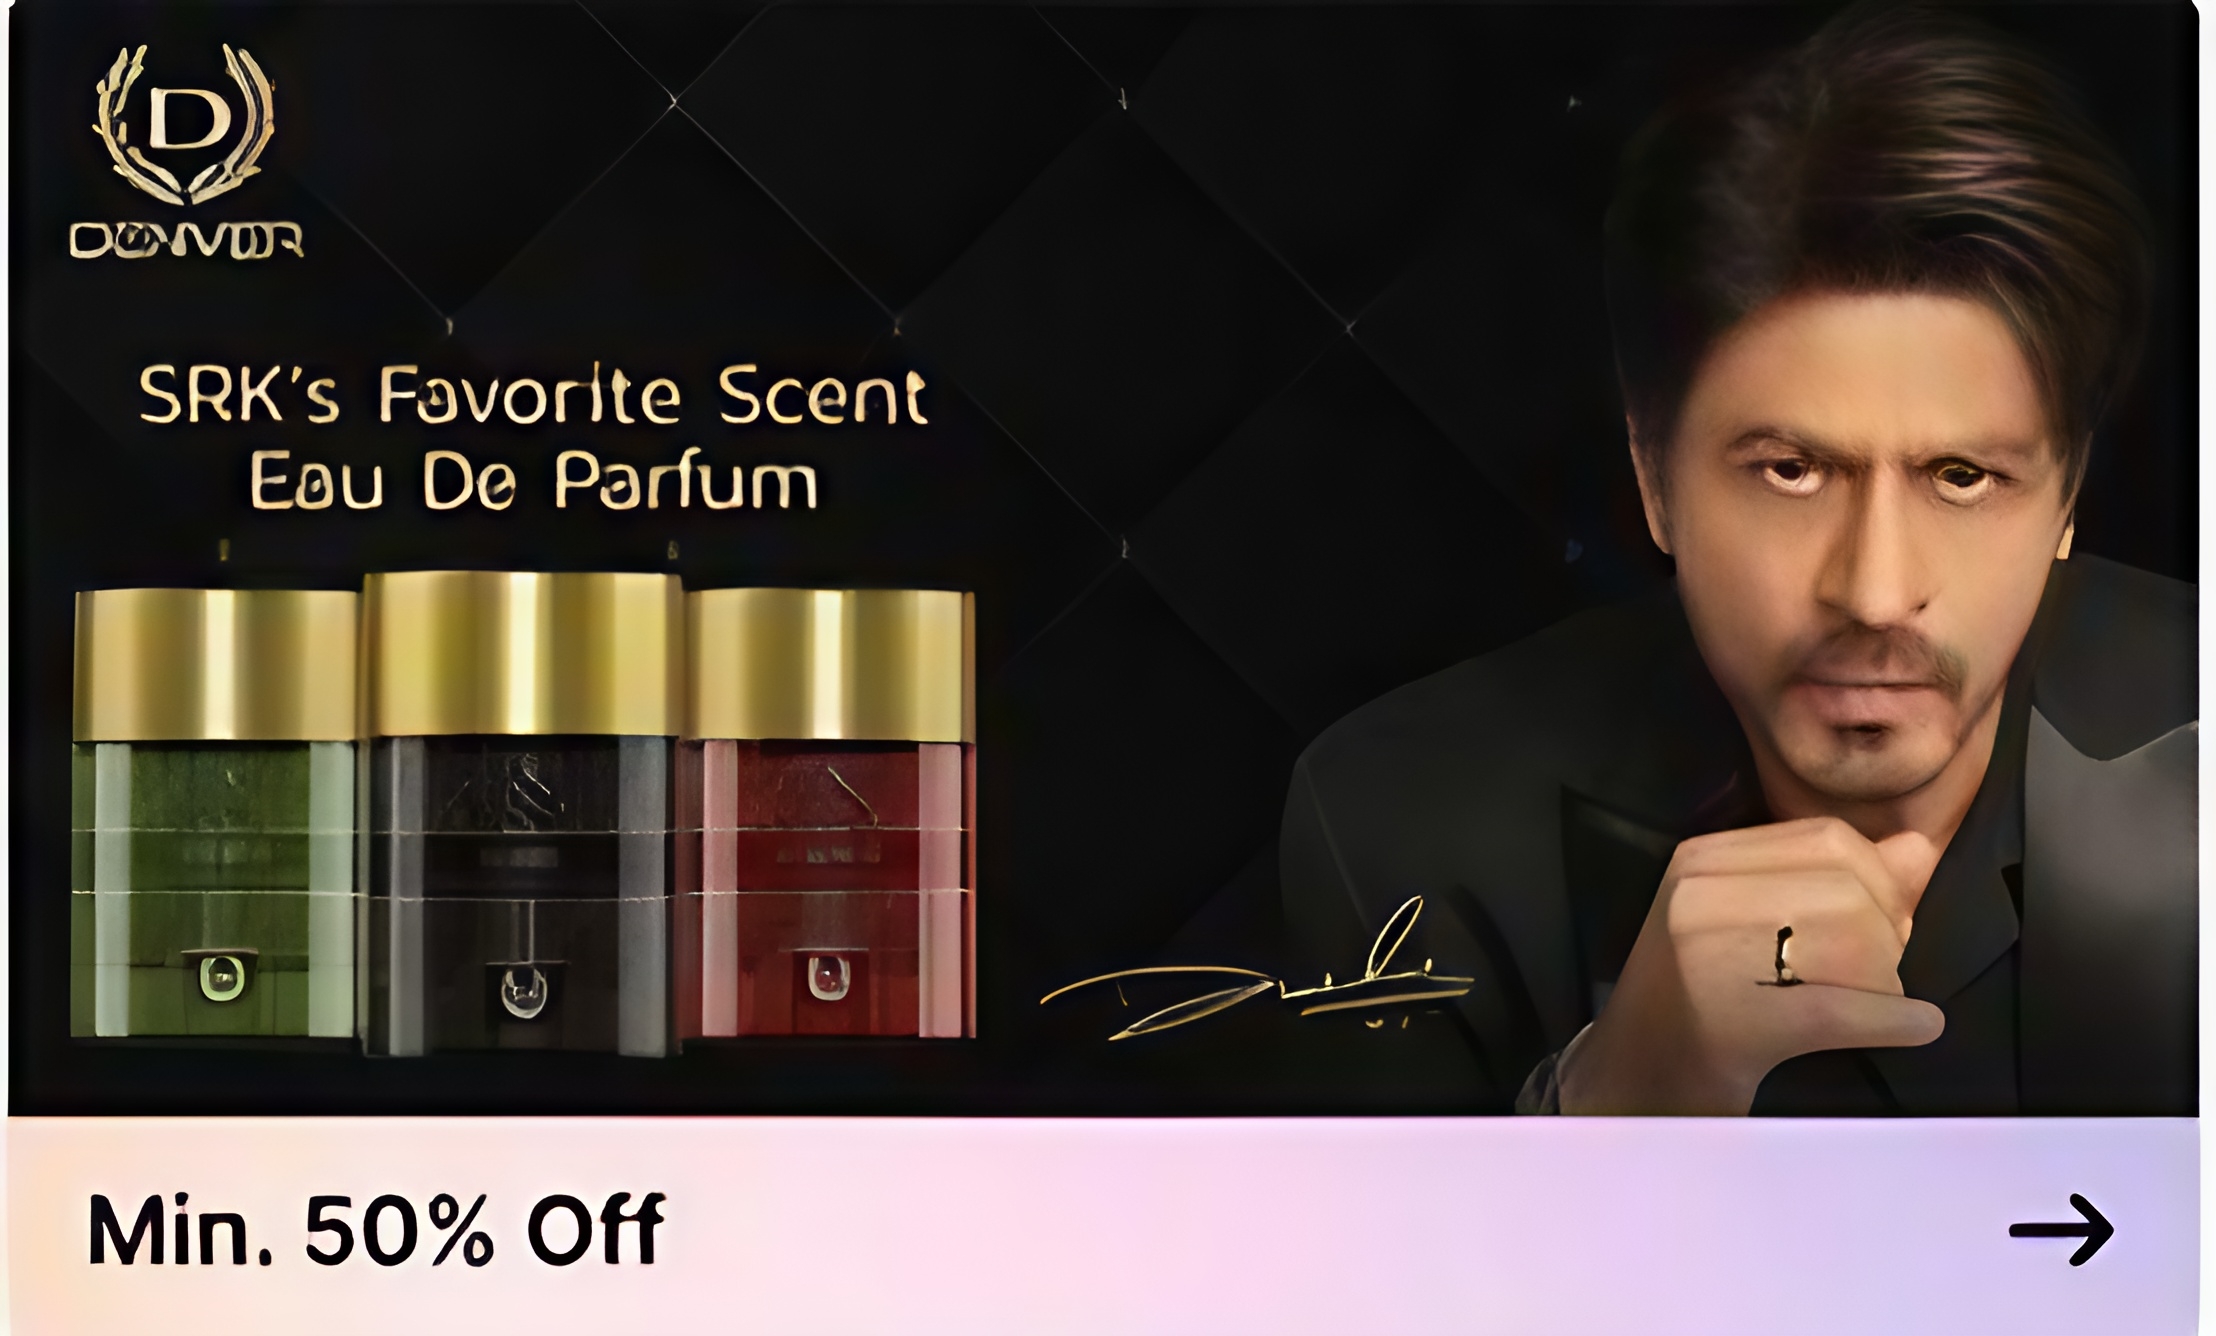 D
DENVER
SRK's Favorite Scent
Eau De Parfum
Min. 50% Off